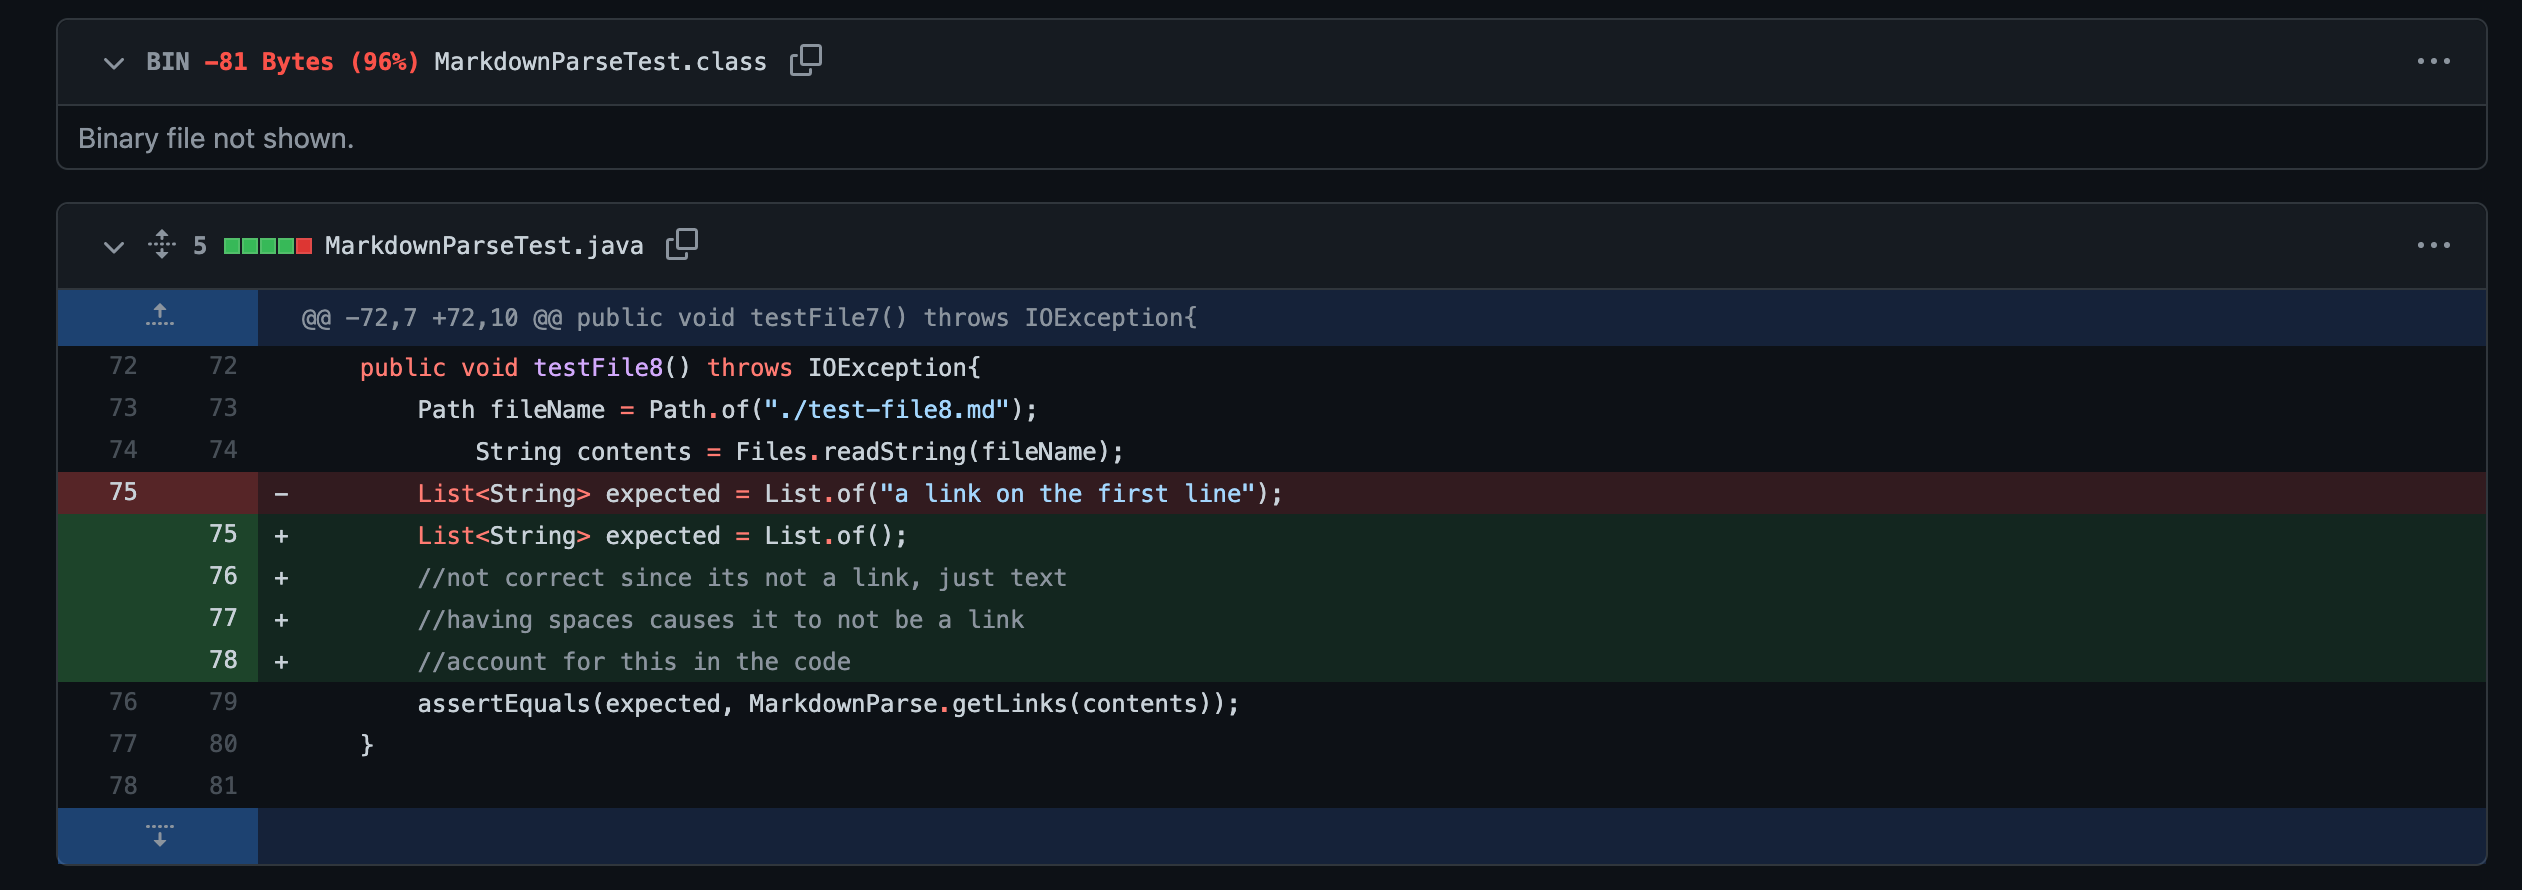 BIN −81 Bytes (96%) MarkdownParseTest.class
Binary file not shown.
5 MarkdownParseTest.java
@@ −72,7 +72,10 @@ public void testFile7() throws IOException{
72 72 public void testFile8() throws IOException{
73 73 Path fileName = Path.of("./test−file8.md");
74 74 String contents = Files.readString(fileName);
75 − List<String> expected = List.of("a link on the first line");
75 + List<String> expected = List.of();
76 + //not correct since its not a link, just text
77 + //having spaces causes it to not be a link
78 + //account for this in the code
76 79 assertEquals(expected, MarkdownParse.getLinks(contents));
77 80 }
78 81